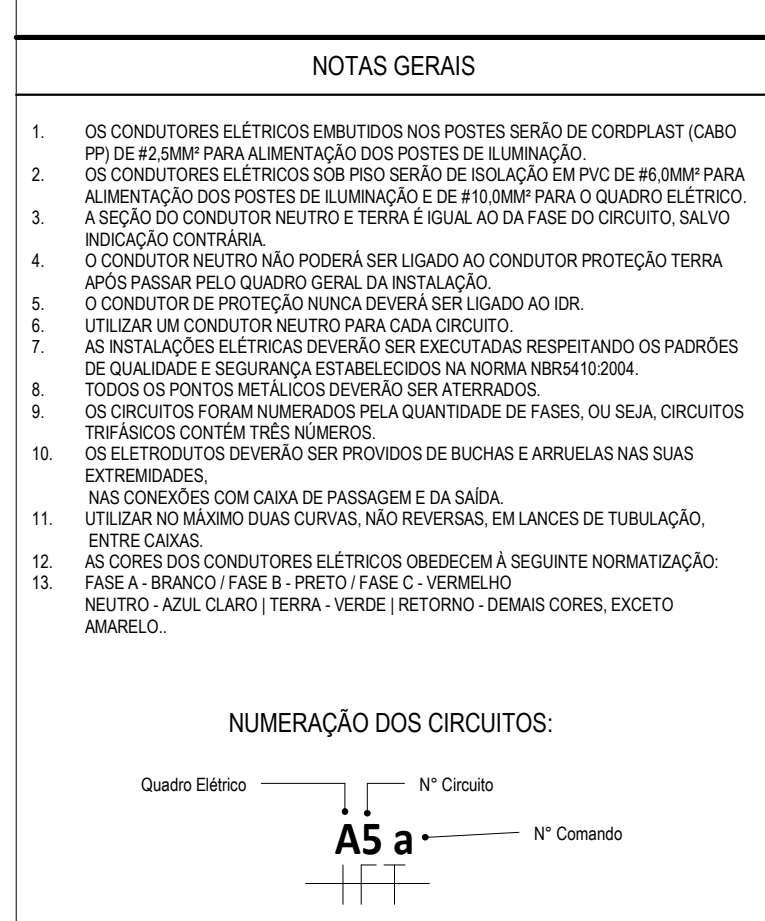 NOTAS GERAIS
1. OS CONDUTORES ELÉTRICOS EMBUTIDOS NOS POSTES SERÃO DE CORDPLAST (CABO
PP) DE #2,5MM² PARA ALIMENTAÇÃO DOS POSTES DE ILUMINAÇÃO.
2. OS CONDUTORES ELÉTRICOS SOB PISO SERÃO DE ISOLAÇÃO EM PVC DE #6,0MM² PARA
ALIMENTAÇÃO DOS POSTES DE ILUMINAÇÃO E DE #10,0MM² PARA O QUADRO ELÉTRICO.
3. A SEÇÃO DO CONDUTOR NEUTRO E TERRA É IGUAL AO DA FASE DO CIRCUITO, SALVO
INDICAÇÃO CONTRÁRIA.
4. O CONDUTOR NEUTRO NÃO PODERÁ SER LIGADO AO CONDUTOR PROTEÇÃO TERRA
APÓS PASSAR PELO QUADRO GERAL DA INSTALAÇÃO.
5. O CONDUTOR DE PROTEÇÃO NUNCA DEVERÁ SER LIGADO AO IDR.
6. UTILIZAR UM CONDUTOR NEUTRO PARA CADA CIRCUITO.
7. AS INSTALAÇÕES ELÉTRICAS DEVERÃO SER EXECUTADAS RESPEITANDO OS PADRÕES
DE QUALIDADE E SEGURANÇA ESTABELECIDOS NA NORMA NBR5410:2004.
8. TODOS OS PONTOS METÁLICOS DEVERÃO SER ATERRADOS.
9. OS CIRCUITOS FORAM NUMERADOS PELA QUANTIDADE DE FASES, OU SEJA, CIRCUITOS
TRIFÁSICOS CONTÉM TRÊS NÚMEROS.
10. OS ELETRODUTOS DEVERÃO SER PROVIDOS DE BUCHAS E ARRUELAS NAS SUAS
EXTREMIDADES,
NAS CONEXÕES COM CAIXA DE PASSAGEM E DA SAÍDA.
11. UTILIZAR NO MÁXIMO DUAS CURVAS, NÃO REVERSAS, EM LANCES DE TUBULAÇÃO,
ENTRE CAIXAS.
12. AS CORES DOS CONDUTORES ELÉTRICOS OBEDECEM À SEGUINTE NORMATIZAÇÃO:
13. FASE A - BRANCO / FASE B - PRETO / FASE C - VERMELHO
NEUTRO - AZUL CLARO | TERRA - VERDE | RETORNO - DEMAIS CORES, EXCETO
AMARELO..
NUMERAÇÃO DOS CIRCUITOS:
Quadro Elétrico
N° Circuito
A5 a
N° Comando